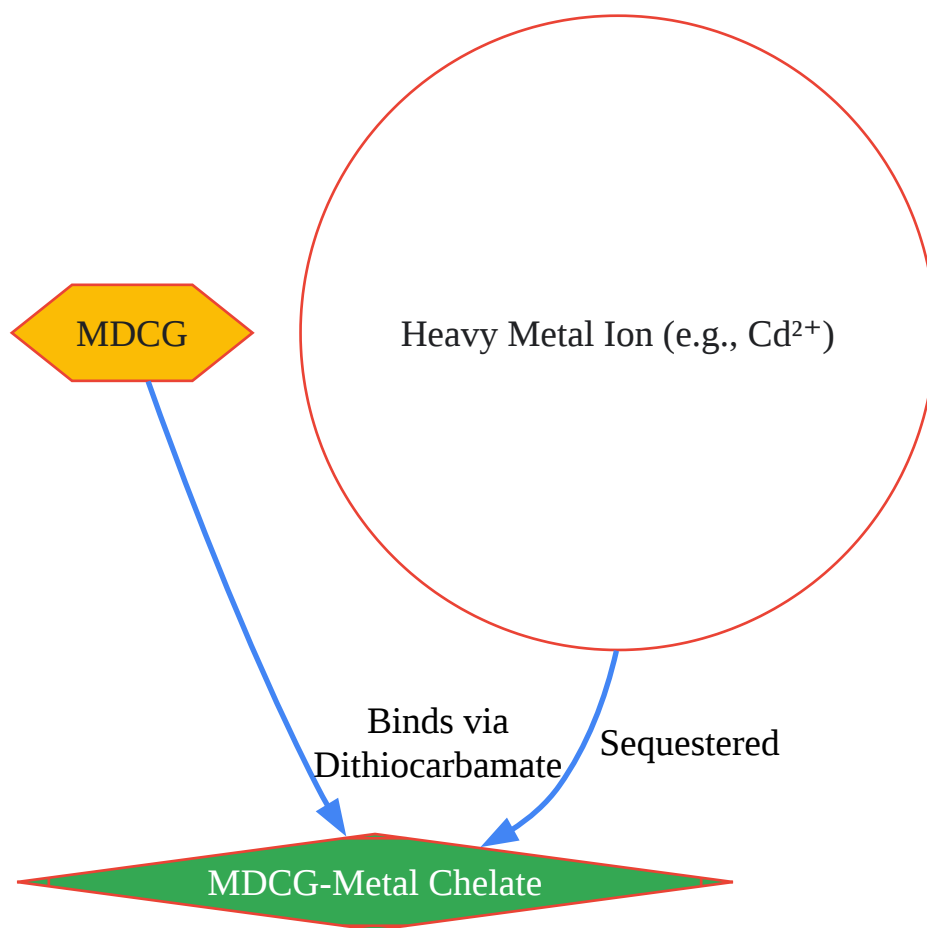 MDCG
Heavy Metal Ion (e.g., Cd²⁺)
Binds via
Dithiocarbamate
Sequestered
MDCG-Metal Chelate